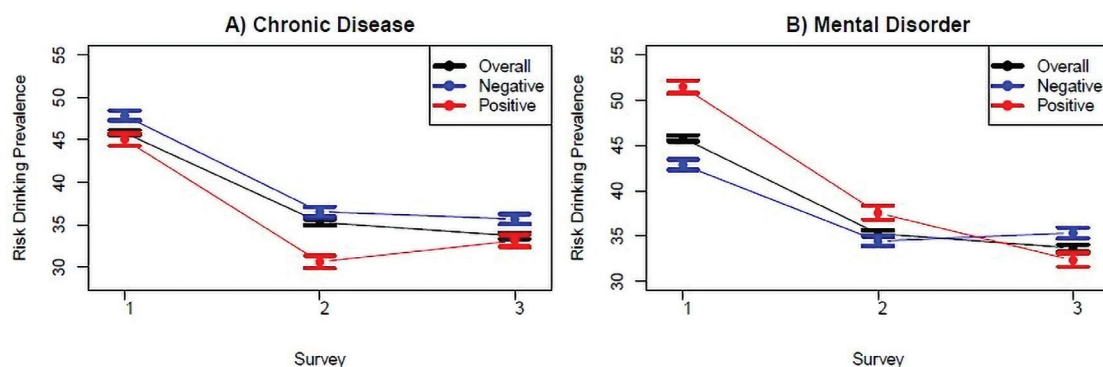 A) Chronic Disease
Risk Drinking Prevalence
55
50
45
40
35
30
Overall
Negative
Positive
1
2
3
Survey
B) Mental Disorder
Risk Drinking Prevalence
55
50
45
40
35
30
Overall
Negative
Positive
1
2
3
Survey